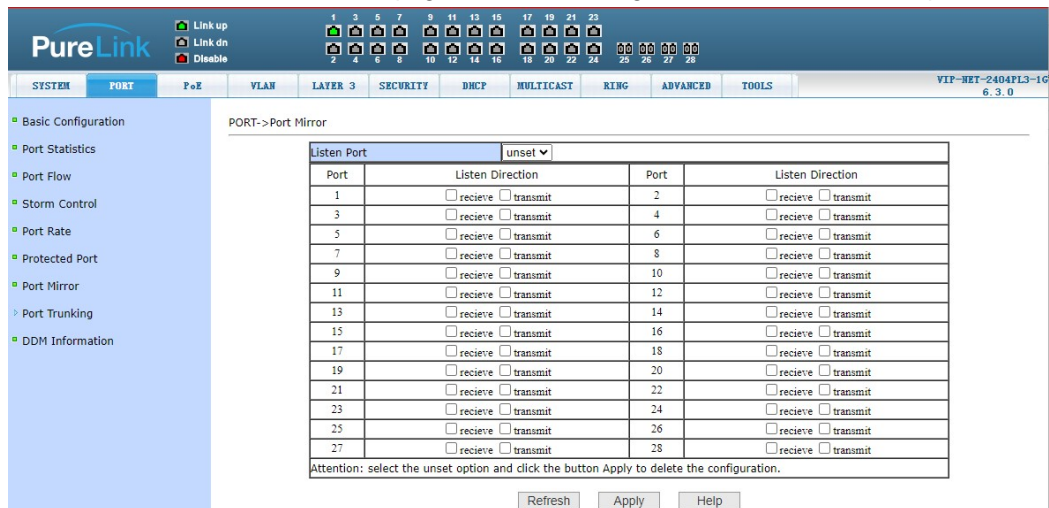 PureLink
Link up
Link dn
Disable
1 3 5 7 9 11 13 15 17 19 21 23
2 4 6 8 10 12 14 16 18 20 22 24 25 26 27 28
SYSTEM PORT PoE VLAN LAYER 3 SECURITY DHCP MULTICAST RING ADVANCED TOOLS
VIP-NET-2404PL3-1G
6.3.0
Basic Configuration
Port Statistics
Port Flow
Storm Control
Port Rate
Protected Port
Port Mirror
Port Trunking
DDM Information
PORT->Port Mirror
Listen Port unset
Port Listen Direction Port Listen Direction
1 recieve transmit 2 recieve transmit
3 recieve transmit 4 recieve transmit
5 recieve transmit 6 recieve transmit
7 recieve transmit 8 recieve transmit
9 recieve transmit 10 recieve transmit
11 recieve transmit 12 recieve transmit
13 recieve transmit 14 recieve transmit
15 recieve transmit 16 recieve transmit
17 recieve transmit 18 recieve transmit
19 recieve transmit 20 recieve transmit
21 recieve transmit 22 recieve transmit
23 recieve transmit 24 recieve transmit
25 recieve transmit 26 recieve transmit
27 recieve transmit 28 recieve transmit
Attention: select the unset option and click the button Apply to delete the configuration.
Refresh Apply Help